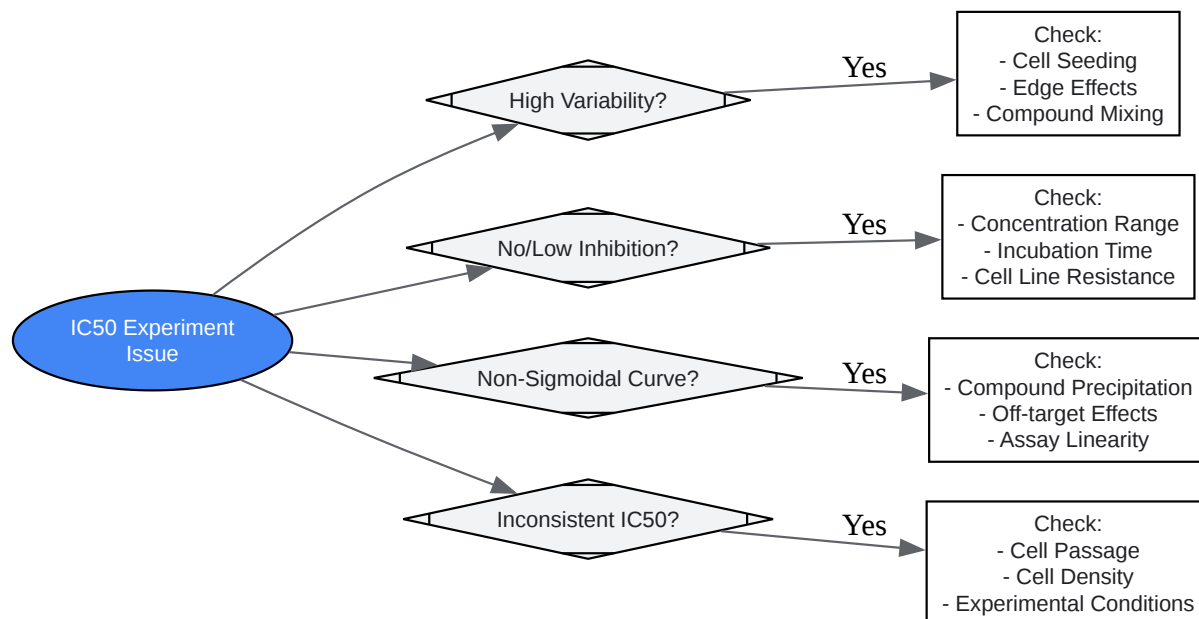 IC50 Experiment
Issue
High Variability?
Yes
Check:
- Cell Seeding
- Edge Effects
- Compound Mixing
No/Low Inhibition?
Yes
Check:
- Concentration Range
- Incubation Time
- Cell Line Resistance
Non-Sigmoidal Curve?
Yes
Check:
- Compound Precipitation
- Off-target Effects
- Assay Linearity
Inconsistent IC50?
Yes
Check:
- Cell Passage
- Cell Density
- Experimental Conditions